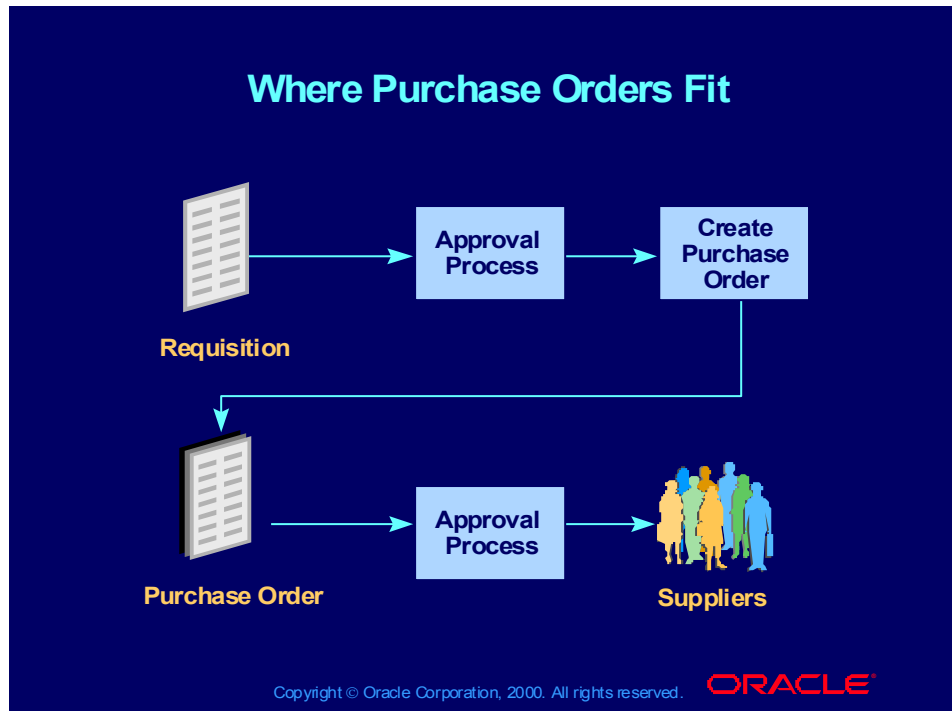 Where Purchase Orders Fit
Approval
Process
Create
Purchase
Order
Requisition
Approval
Process
Purchase Order
Suppliers
Copyright © Oracle Corporation, 2000. All rights reserved.
ORACLE®